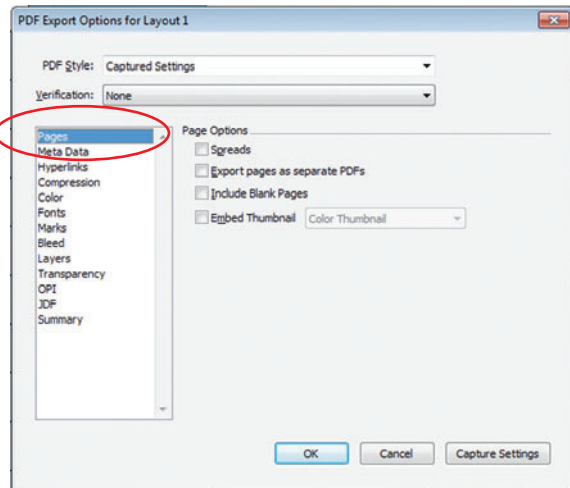 PDF Export Options for Layout 1
PDF Style: Captured Settings
Verification: None
Pages
Meta Data
Hyperlinks
Compression
Color
Fonts
Marks
Bleed
Layers
Transparency
OPI
JDF
Summary
Page Options
Spreads
Export pages as separate PDFs
Include Blank Pages
Embed Thumbnail Color Thumbnail
OK Cancel Capture Settings